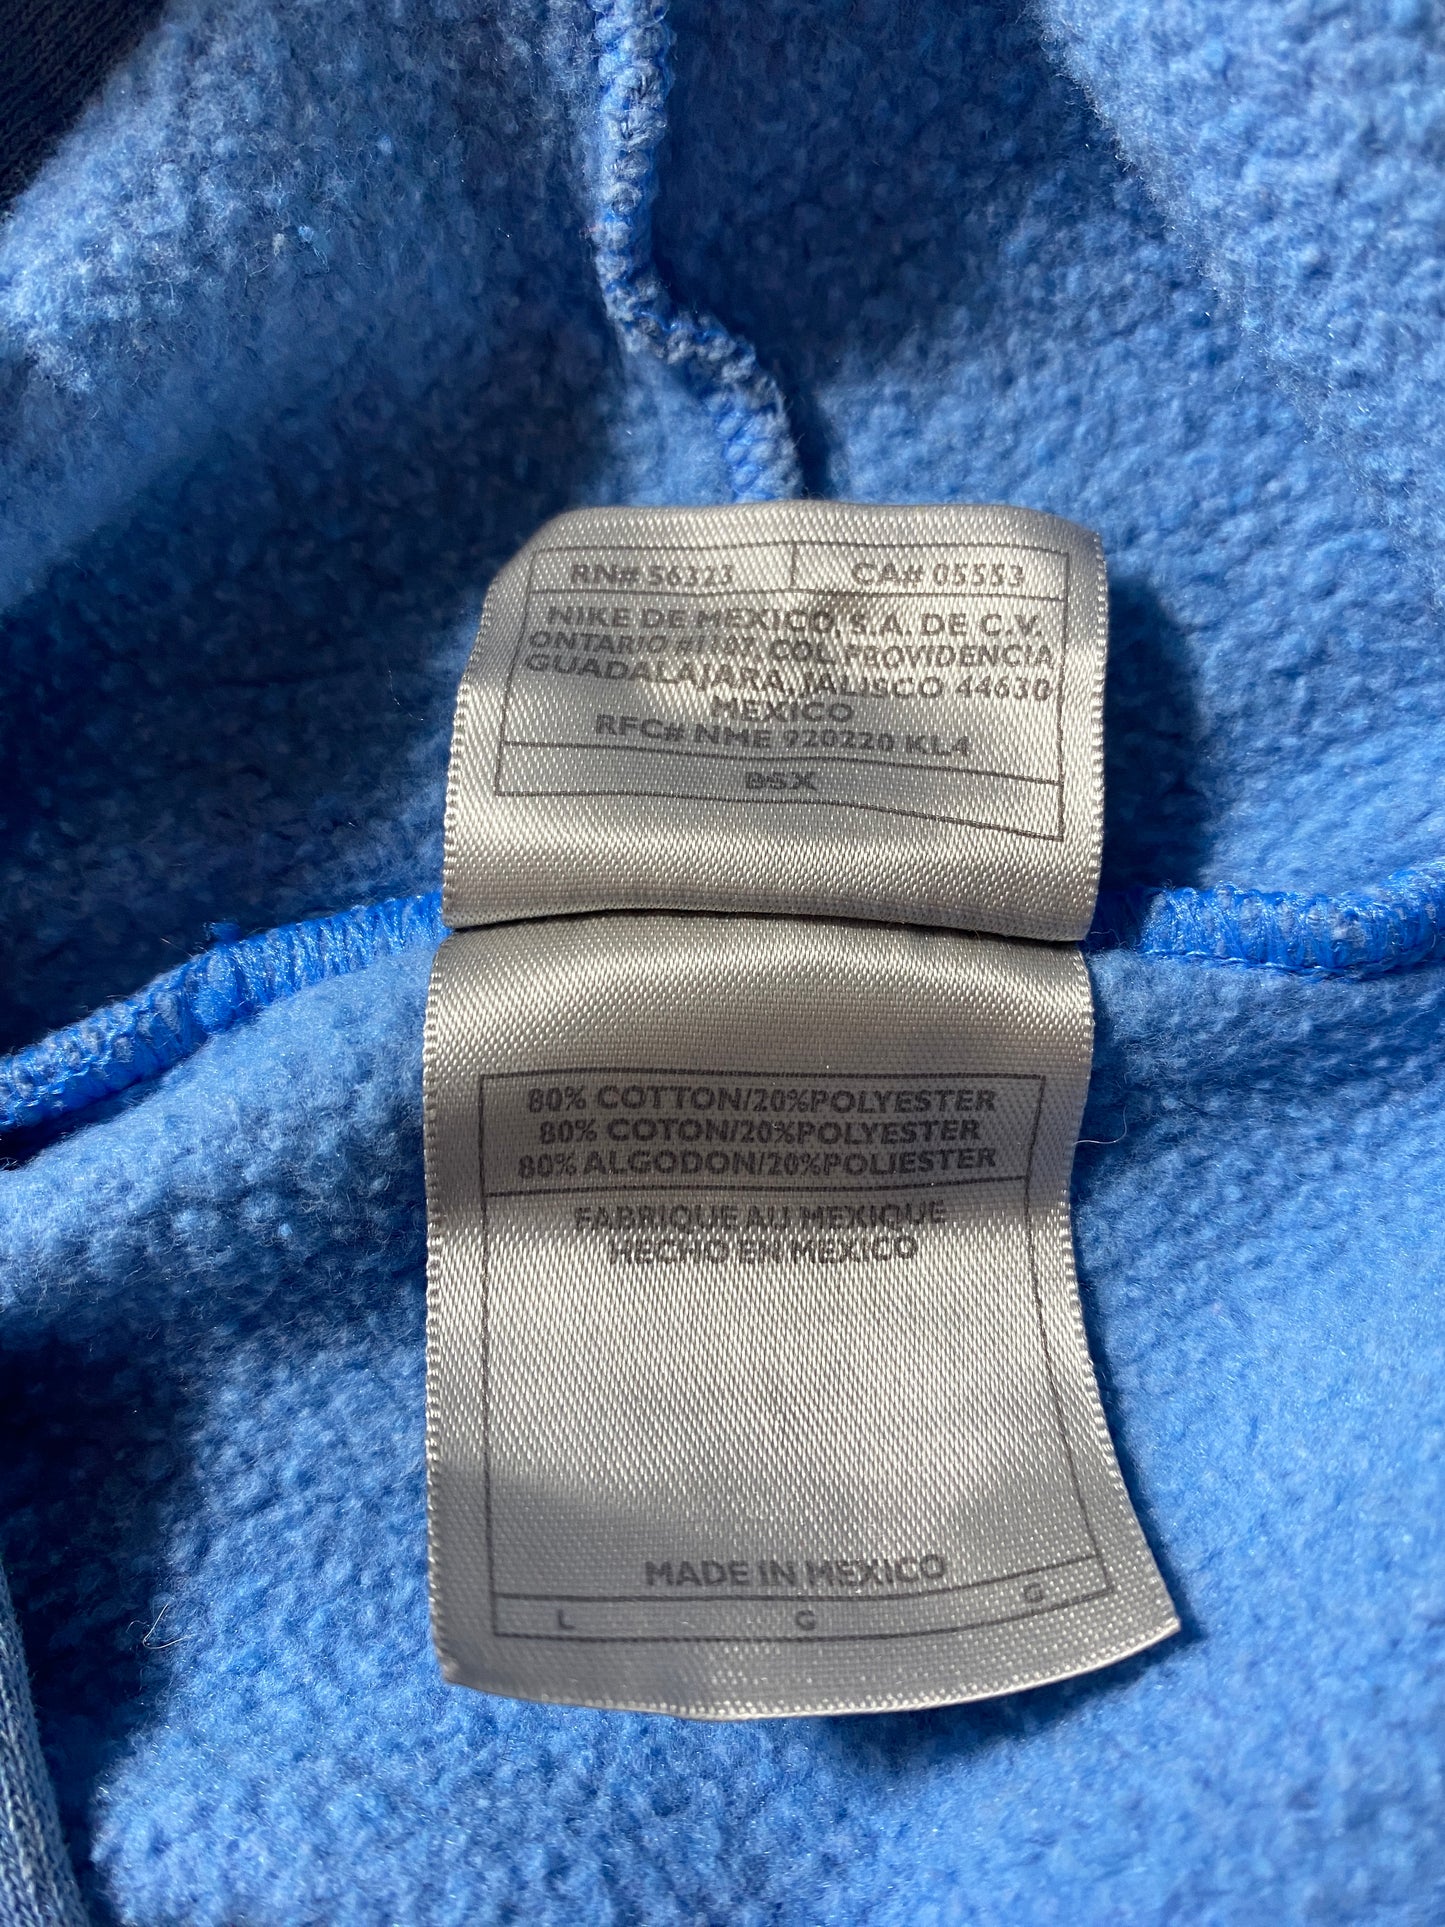 RN# 56323 CA# 05553
NIKE DE MEXICO, S.A. DE C.V.
ONTARIO #1107, COL. PROVIDENCIA
GUADALAJARA, JALISCO 44630
MEXICO
RFC# NME 920220 KL4
BSX
80% COTTON/20%POLYESTER
80% COTON/20%POLYESTER
80% ALGODON/20%POLIESTER
FABRIQUE AU MEXIQUE
HECHO EN MEXICO
MADE IN MEXICO
L G G